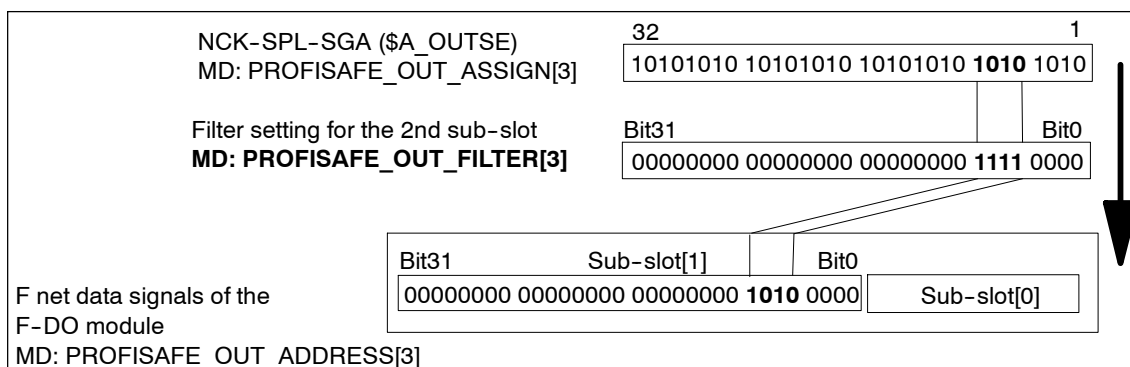 NCK-SPL-SGA ($A_OUTSE) 32 1
MD: PROFISAFE_OUT_ASSIGN[3] 10101010 10101010 10101010 1010 1010
Filter setting for the 2nd sub-slot Bit31 Bit0
MD: PROFISAFE_OUT_FILTER[3] 00000000 00000000 00000000 1111 0000
Bit31 Sub-slot[1] Bit0
00000000 00000000 00000000 1010 0000 Sub-slot[0]
F net data signals of the
F-DO module
MD: PROFISAFE_OUT_ADDRESS[3]